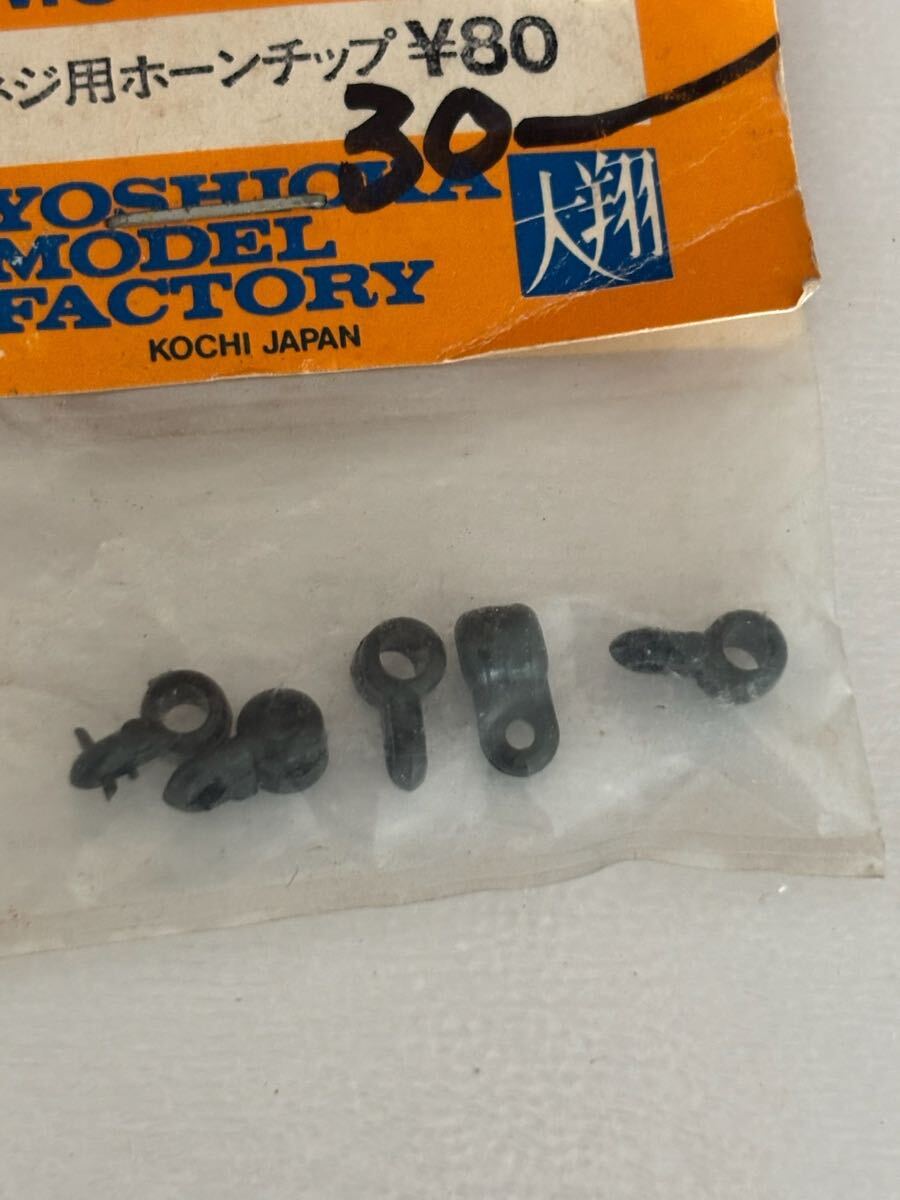 ネジ用ホーンチップ ¥80
30-
YOSHIOKA
MODEL
FACTORY
大翔
KOCHI JAPAN